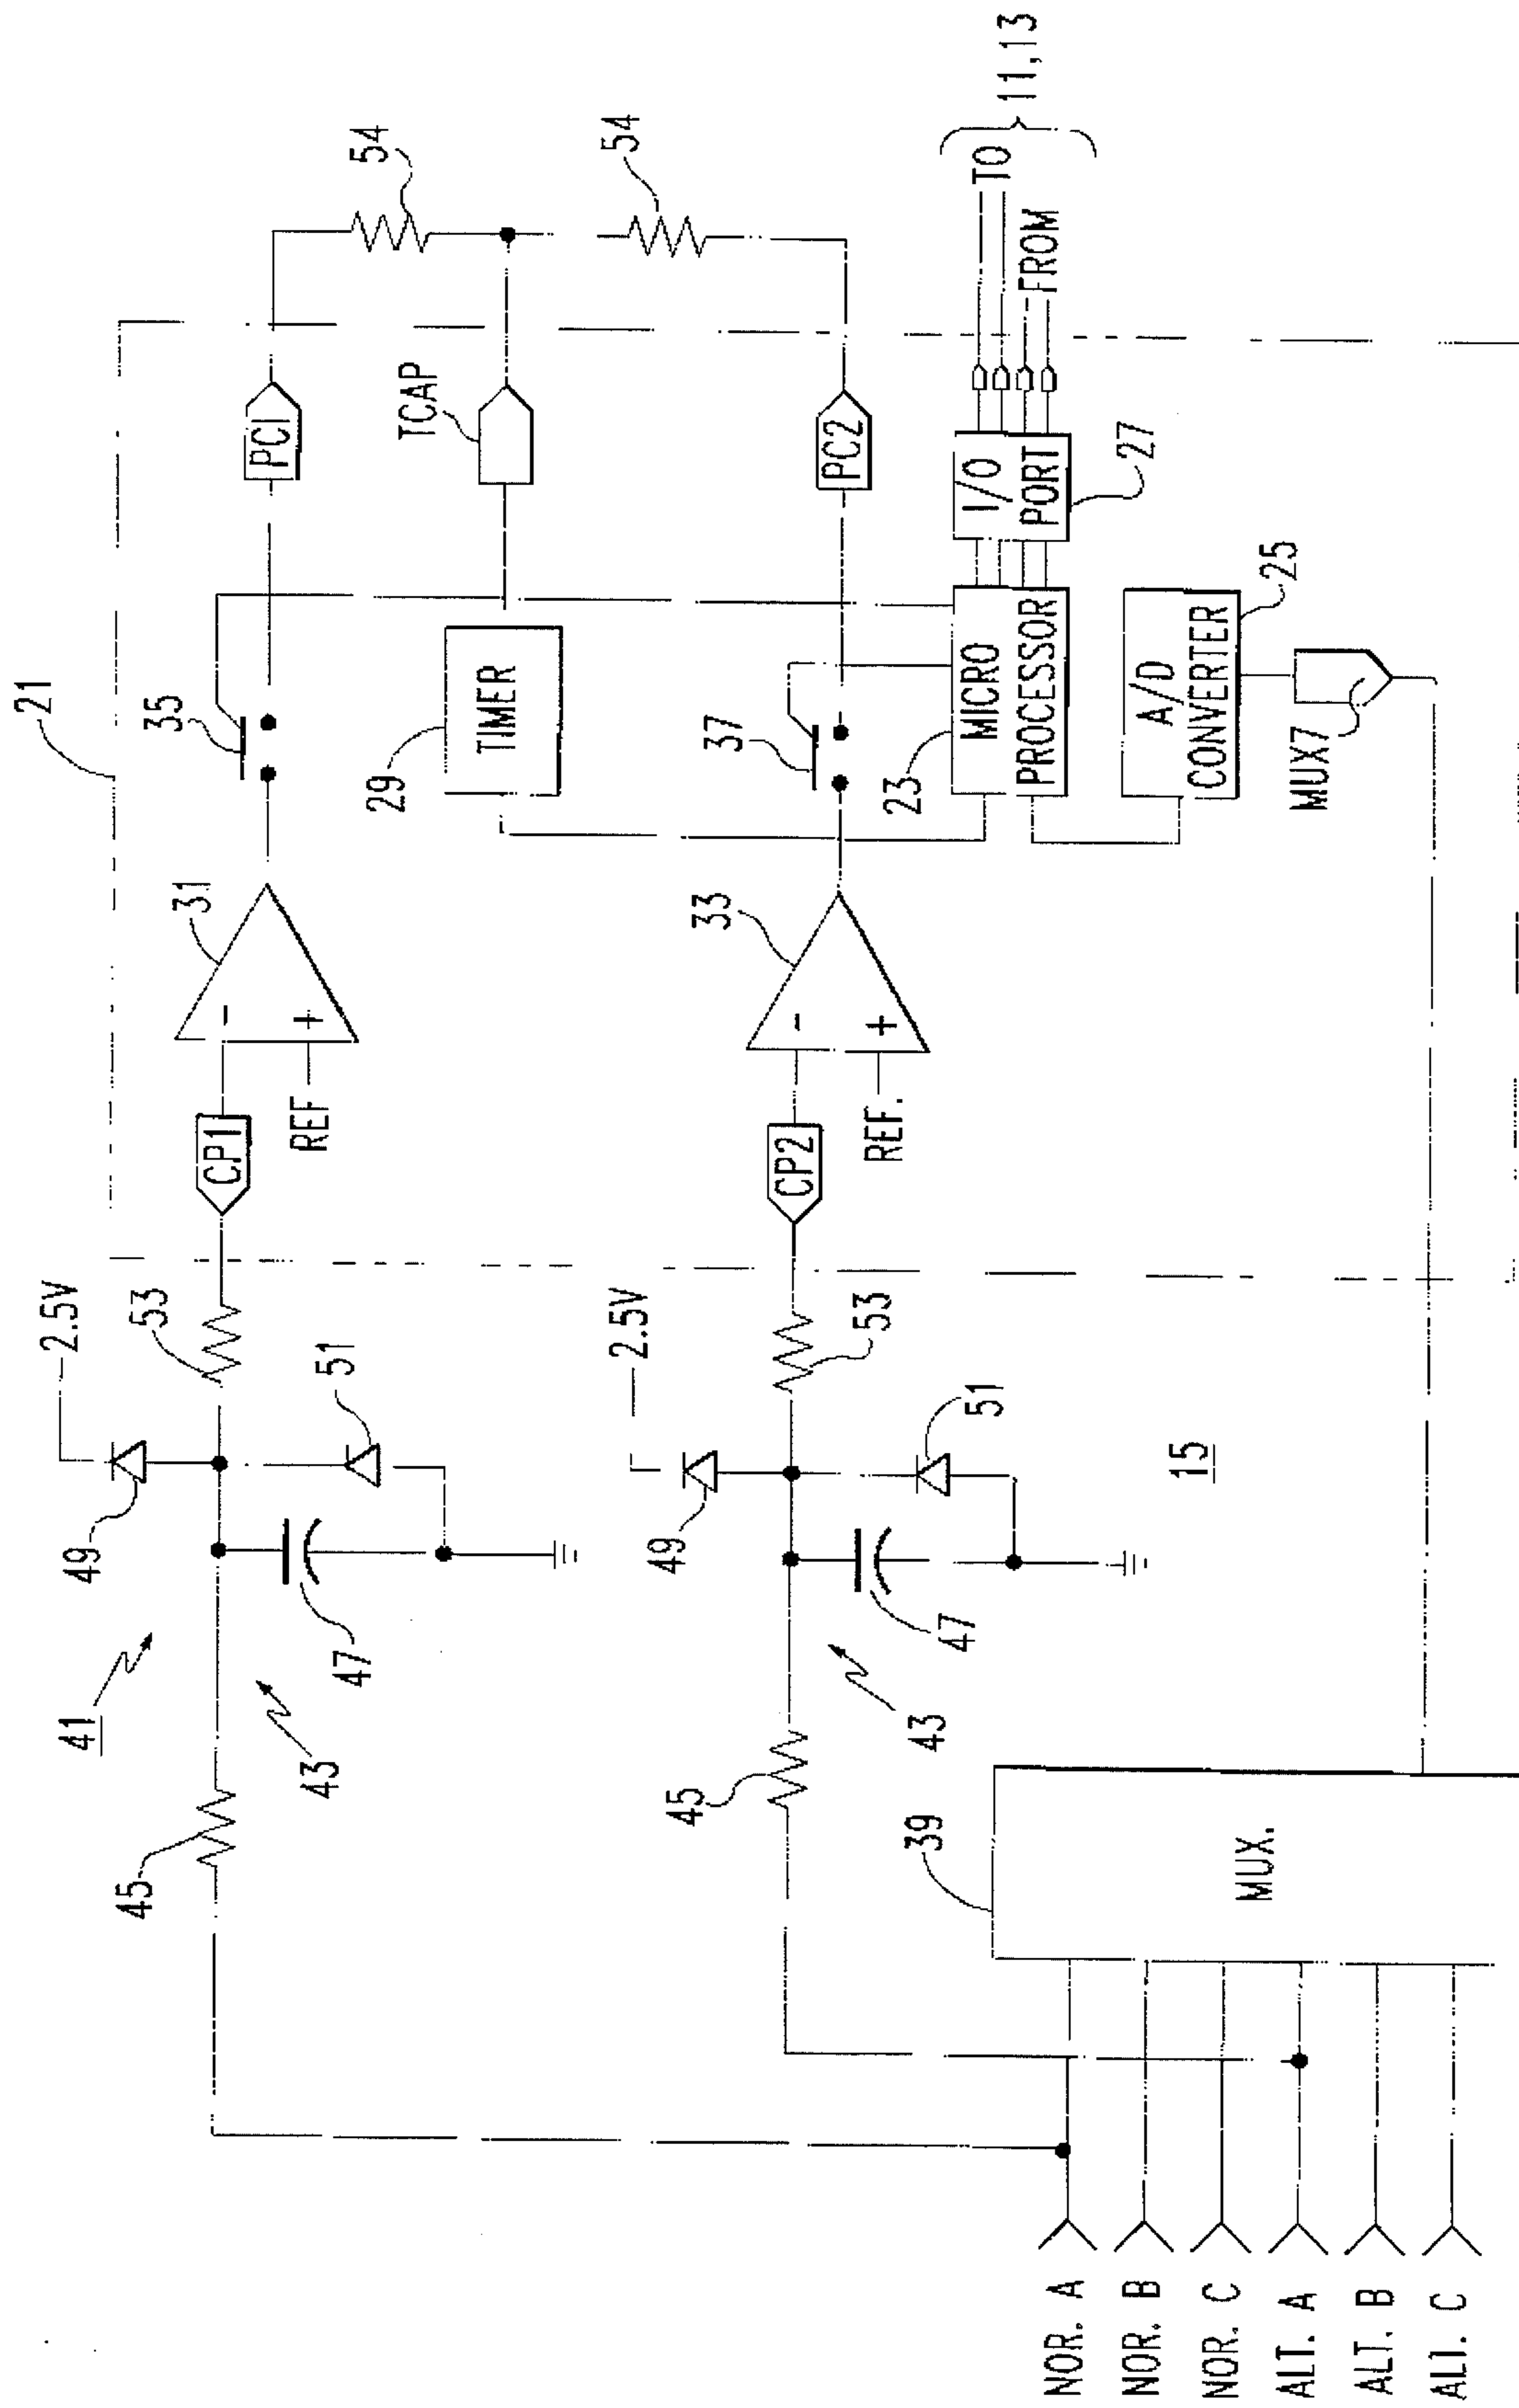 21
41
45
43
47
49
2.5V
53
51
CP1
REF
31
35
PC1
54
29
TIMER
TCAP
54
45
43
47
49
2.5V
53
51
CP2
REF.
33
37
PC2
23
MICRO
PROCESSOR
I/O
PORT
27
TO
FROM
11,13
A/D
CONVERTER
25
MUX7
15
39
MUX.
NOR. A
NOR. B
NOR. C
ALT. A
ALT. B
ALT. C